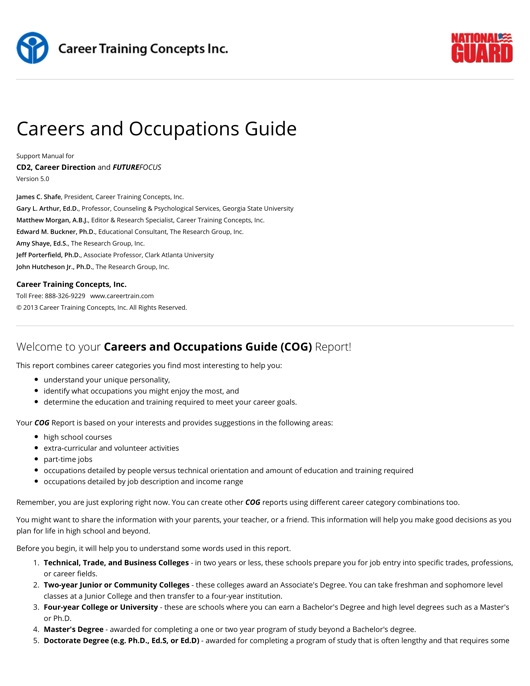 Career Training Concepts Inc.
NATIONAL
GUARD
Careers and Occupations Guide
Support Manual for
CD2, Career Direction and FUTUREFOCUS
Version 5.0
James C. Shafe, President, Career Training Concepts, Inc.
Gary L. Arthur, Ed.D., Professor, Counseling & Psychological Services, Georgia State University
Matthew Morgan, A.B.J., Editor & Research Specialist, Career Training Concepts, Inc.
Edward M. Buckner, Ph.D., Educational Consultant, The Research Group, Inc.
Amy Shaye, Ed.S., The Research Group, Inc.
Jeff Porterfield, Ph.D., Associate Professor, Clark Atlanta University
John Hutcheson Jr., Ph.D., The Research Group, Inc.
Career Training Concepts, Inc.
Toll Free: 888-326-9229 www.careertrain.com
© 2013 Career Training Concepts, Inc. All Rights Reserved.
Welcome to your Careers and Occupations Guide (COG) Report!
This report combines career categories you find most interesting to help you:
• understand your unique personality,
• identify what occupations you might enjoy the most, and
• determine the education and training required to meet your career goals.
Your COG Report is based on your interests and provides suggestions in the following areas:
• high school courses
• extra-curricular and volunteer activities
• part-time jobs
• occupations detailed by people versus technical orientation and amount of education and training required
• occupations detailed by job description and income range
Remember, you are just exploring right now. You can create other COG reports using different career category combinations too.
You might want to share the information with your parents, your teacher, or a friend. This information will help you make good decisions as you
plan for life in high school and beyond.
Before you begin, it will help you to understand some words used in this report.
1. Technical, Trade, and Business Colleges - in two years or less, these schools prepare you for job entry into specific trades, professions,
or career fields.
2. Two-year Junior or Community Colleges - these colleges award an Associate's Degree. You can take freshman and sophomore level
classes at a Junior College and then transfer to a four-year institution.
3. Four-year College or University - these are schools where you can earn a Bachelor's Degree and high level degrees such as a Master's
or Ph.D.
4. Master's Degree - awarded for completing a one or two year program of study beyond a Bachelor's degree.
5. Doctorate Degree (e.g. Ph.D., Ed.S, or Ed.D) - awarded for completing a program of study that is often lengthy and that requires some